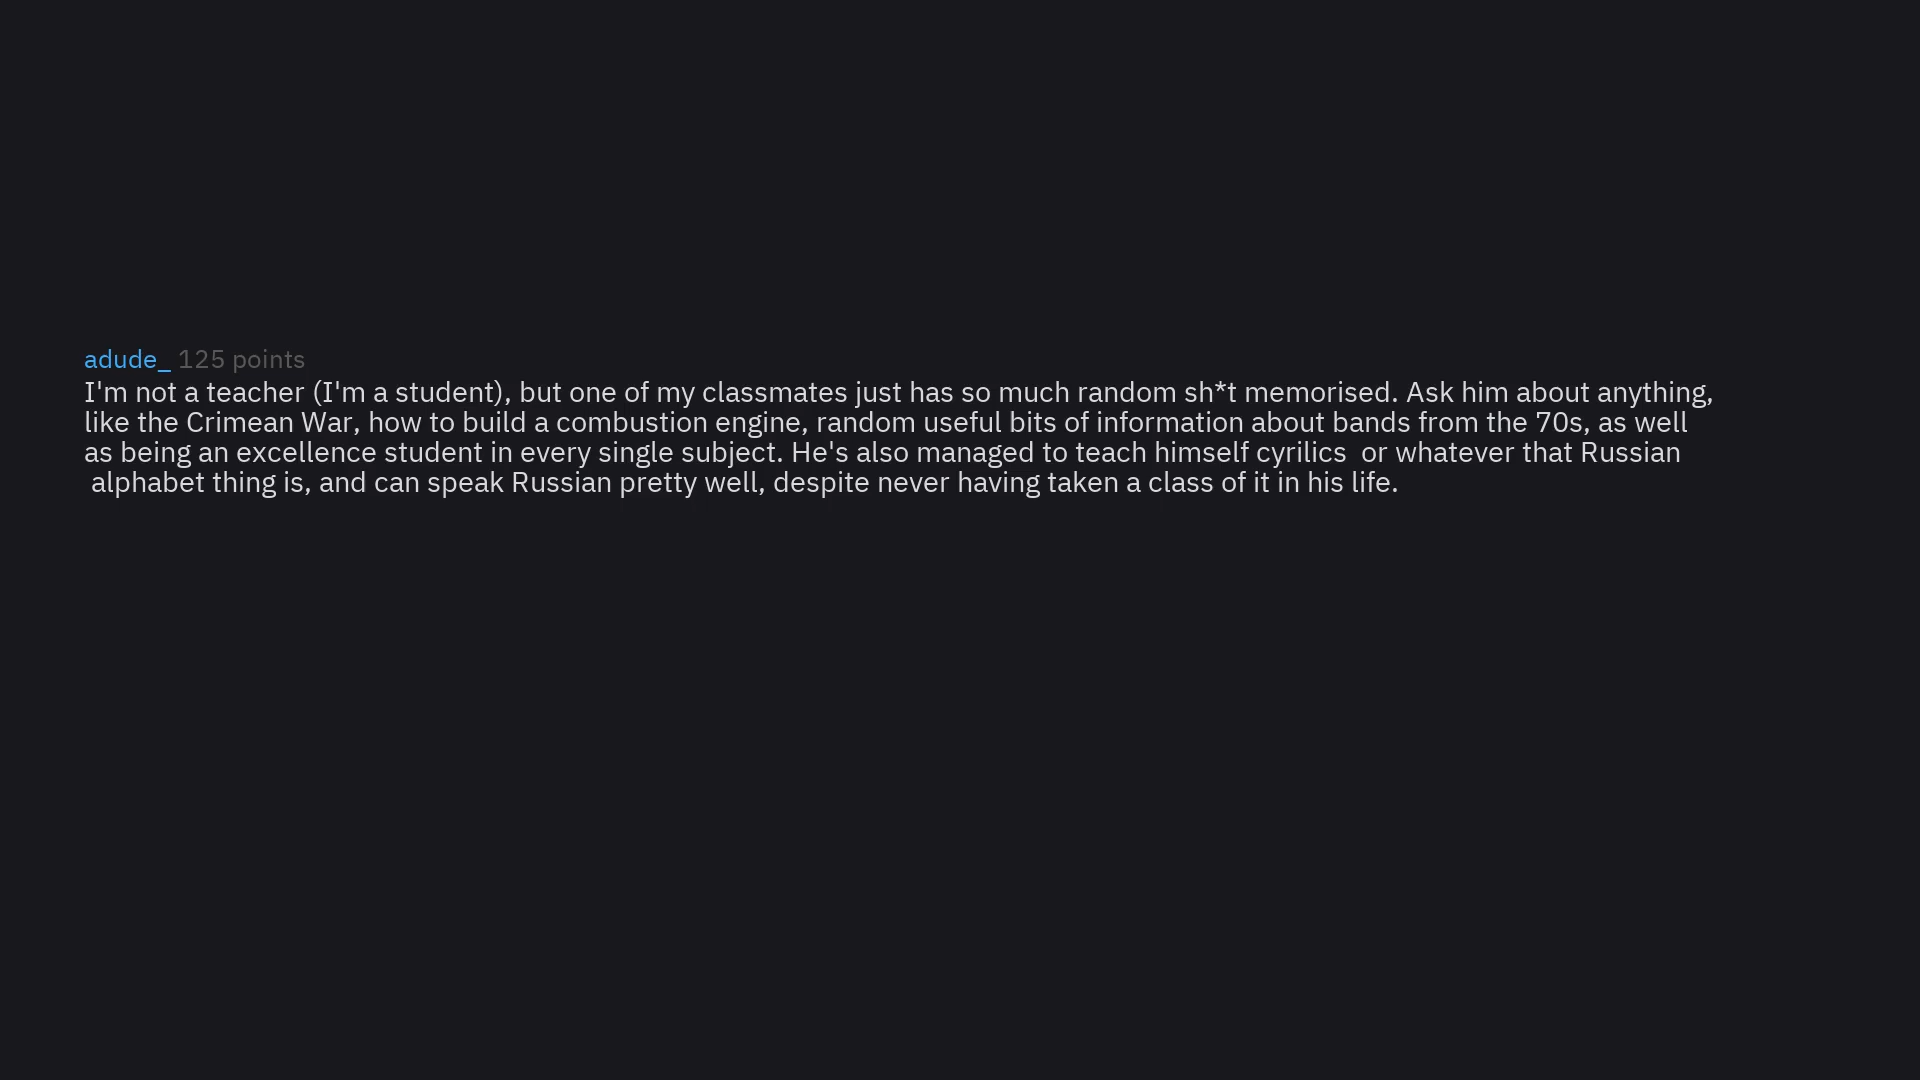 adude_ 125 points
I'm not a teacher (I'm a student), but one of my classmates just has so much random sh*t memorised. Ask him about anything,
like the Crimean War, how to build a combustion engine, random useful bits of information about bands from the 70s, as well
as being an excellence student in every single subject. He's also managed to teach himself cyrilics  or whatever that Russian
alphabet thing is, and can speak Russian pretty well, despite never having taken a class of it in his life.